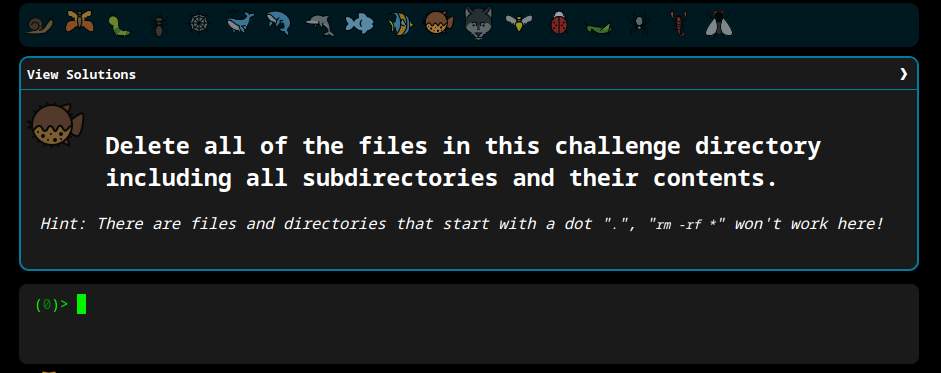 View Solutions ❯
Delete all of the files in this challenge directory
including all subdirectories and their contents.
Hint: There are files and directories that start with a dot ".", "rm -rf *" won't work here!
(0)>